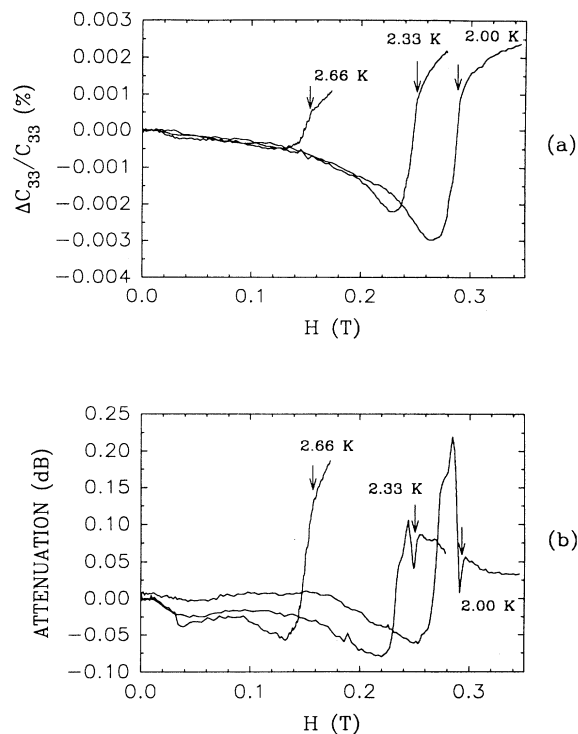 0.003
0.002
0.001
0.000
−0.001
−0.002
−0.003
−0.004
ΔC33/C33 (%)
2.66 K
2.33 K
2.00 K
(a)
0.0
0.1
0.2
0.3
H (T)
0.25
0.20
0.15
0.10
0.05
0.00
−0.05
−0.10
ATTENUATION (dB)
2.66 K
2.33 K
2.00 K
(b)
0.0
0.1
0.2
0.3
H (T)